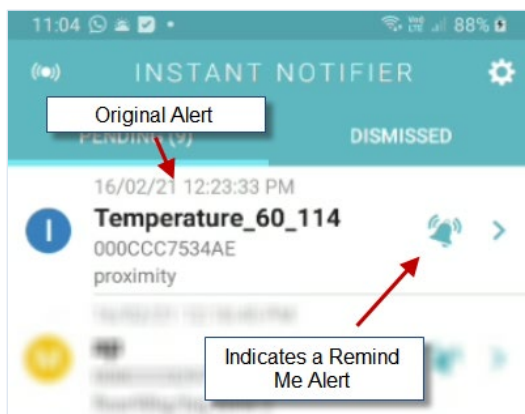 11:04
88%
INSTANT NOTIFIER
Original Alert
PENDING (9)
DISMISSED
16/02/21 12:23:33 PM
I
Temperature_60_114
000CCC7534AE
proximity
Indicates a Remind
Me Alert